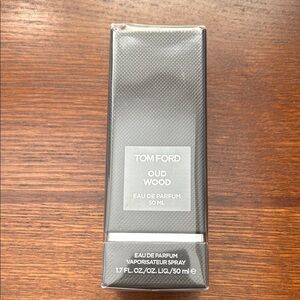 TOM FORD
OUD
WOOD
EAU DE PARFUM
50 ML
EAU DE PARFUM
VAPORISATEUR SPRAY
1.7 FL.OZ./OZ. LIQ./50 ml ℮